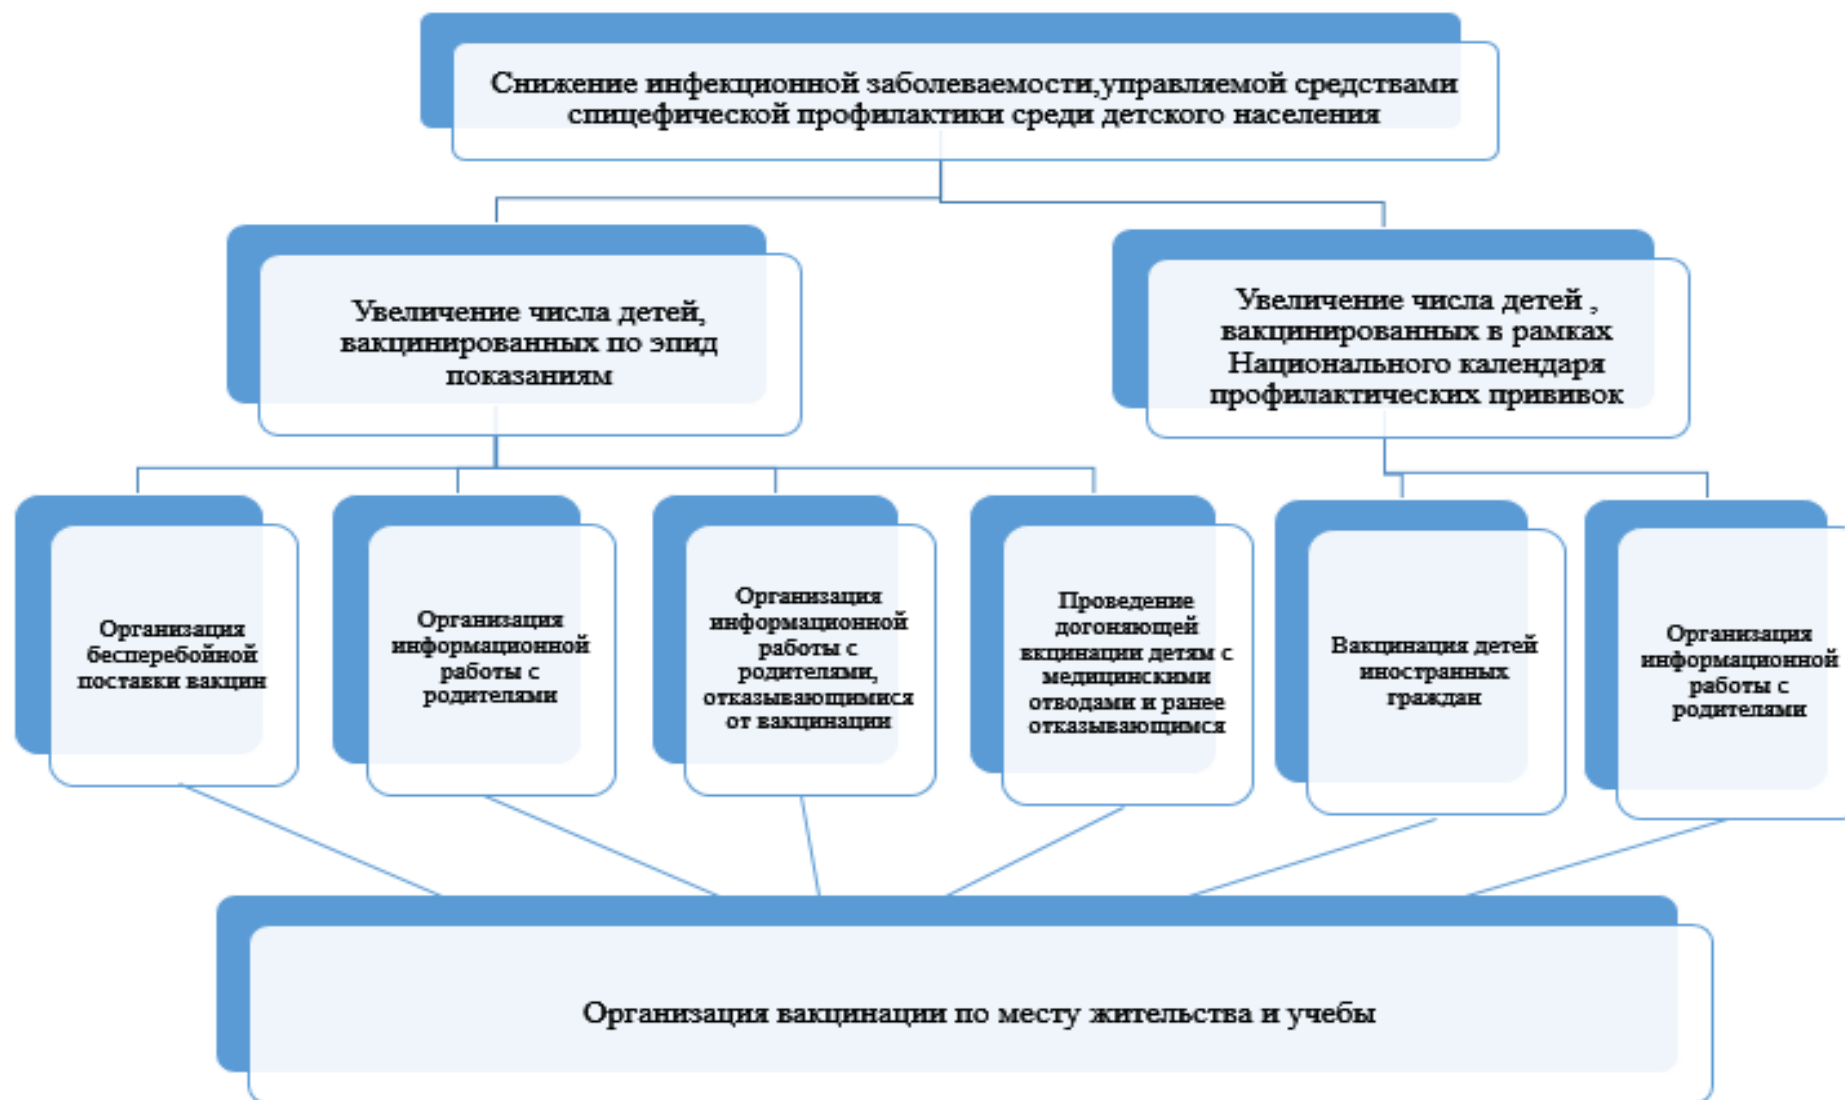 Снижение инфекционной заболеваемости,управляемой средствами
спицефической профилактики среди детского населения
Увеличение числа детей,
вакцинированных по эпид
показаниям
Увеличение числа детей ,
вакцинированных в рамках
Национального календаря
профилактических прививок
Организация
бесперебойной
поставки вакцин
Организация
информационной
работы с
родителями
Организация
информационной
работы с
родителями,
отказывающимися
от вакцинации
Проведение
догоняющей
вкцинации детям с
медицинскими
отводами и ранее
отказывающимся
Вакцинация детей
иностранных
граждан
Организация
информационной
работы с
родителями
Организация вакцинации по месту жительства и учебы